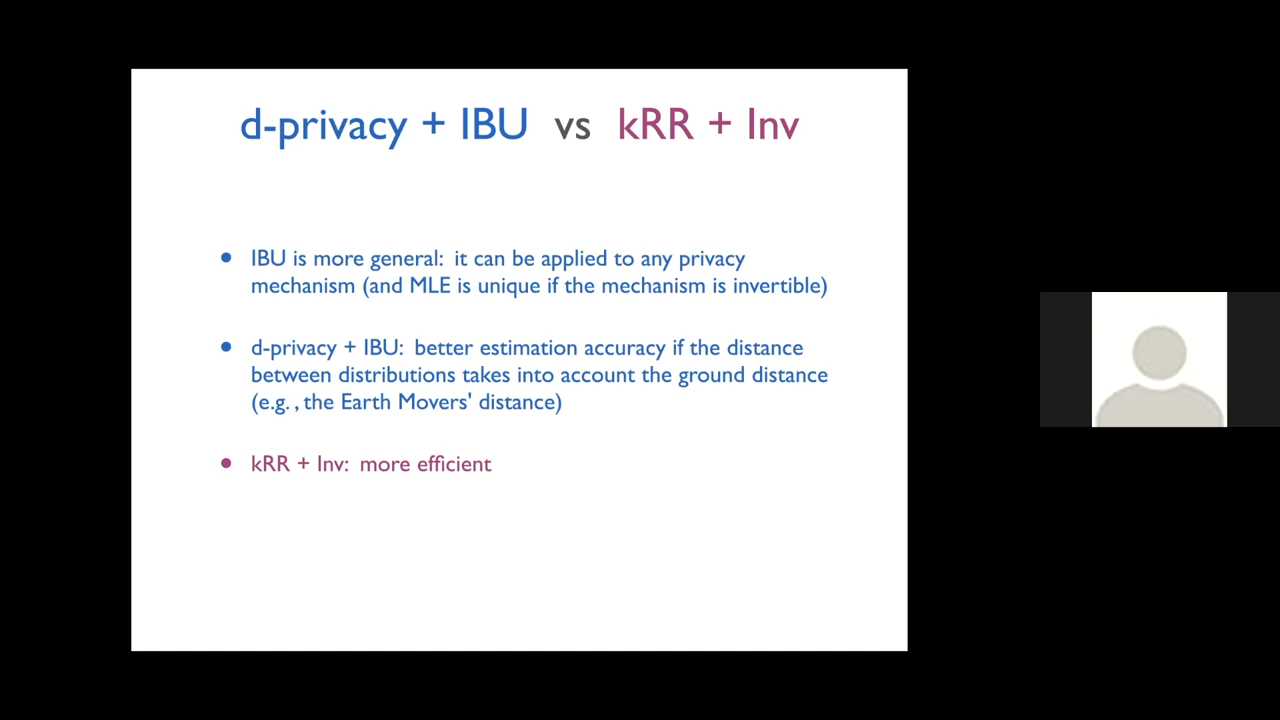 d-privacy + IBU vs kRR + Inv
• IBU is more general: it can be applied to any privacy
mechanism (and MLE is unique if the mechanism is invertible)
• d-privacy + IBU: better estimation accuracy if the distance
between distributions takes into account the ground distance
(e.g. , the Earth Movers' distance)
• kRR + Inv: more efficient